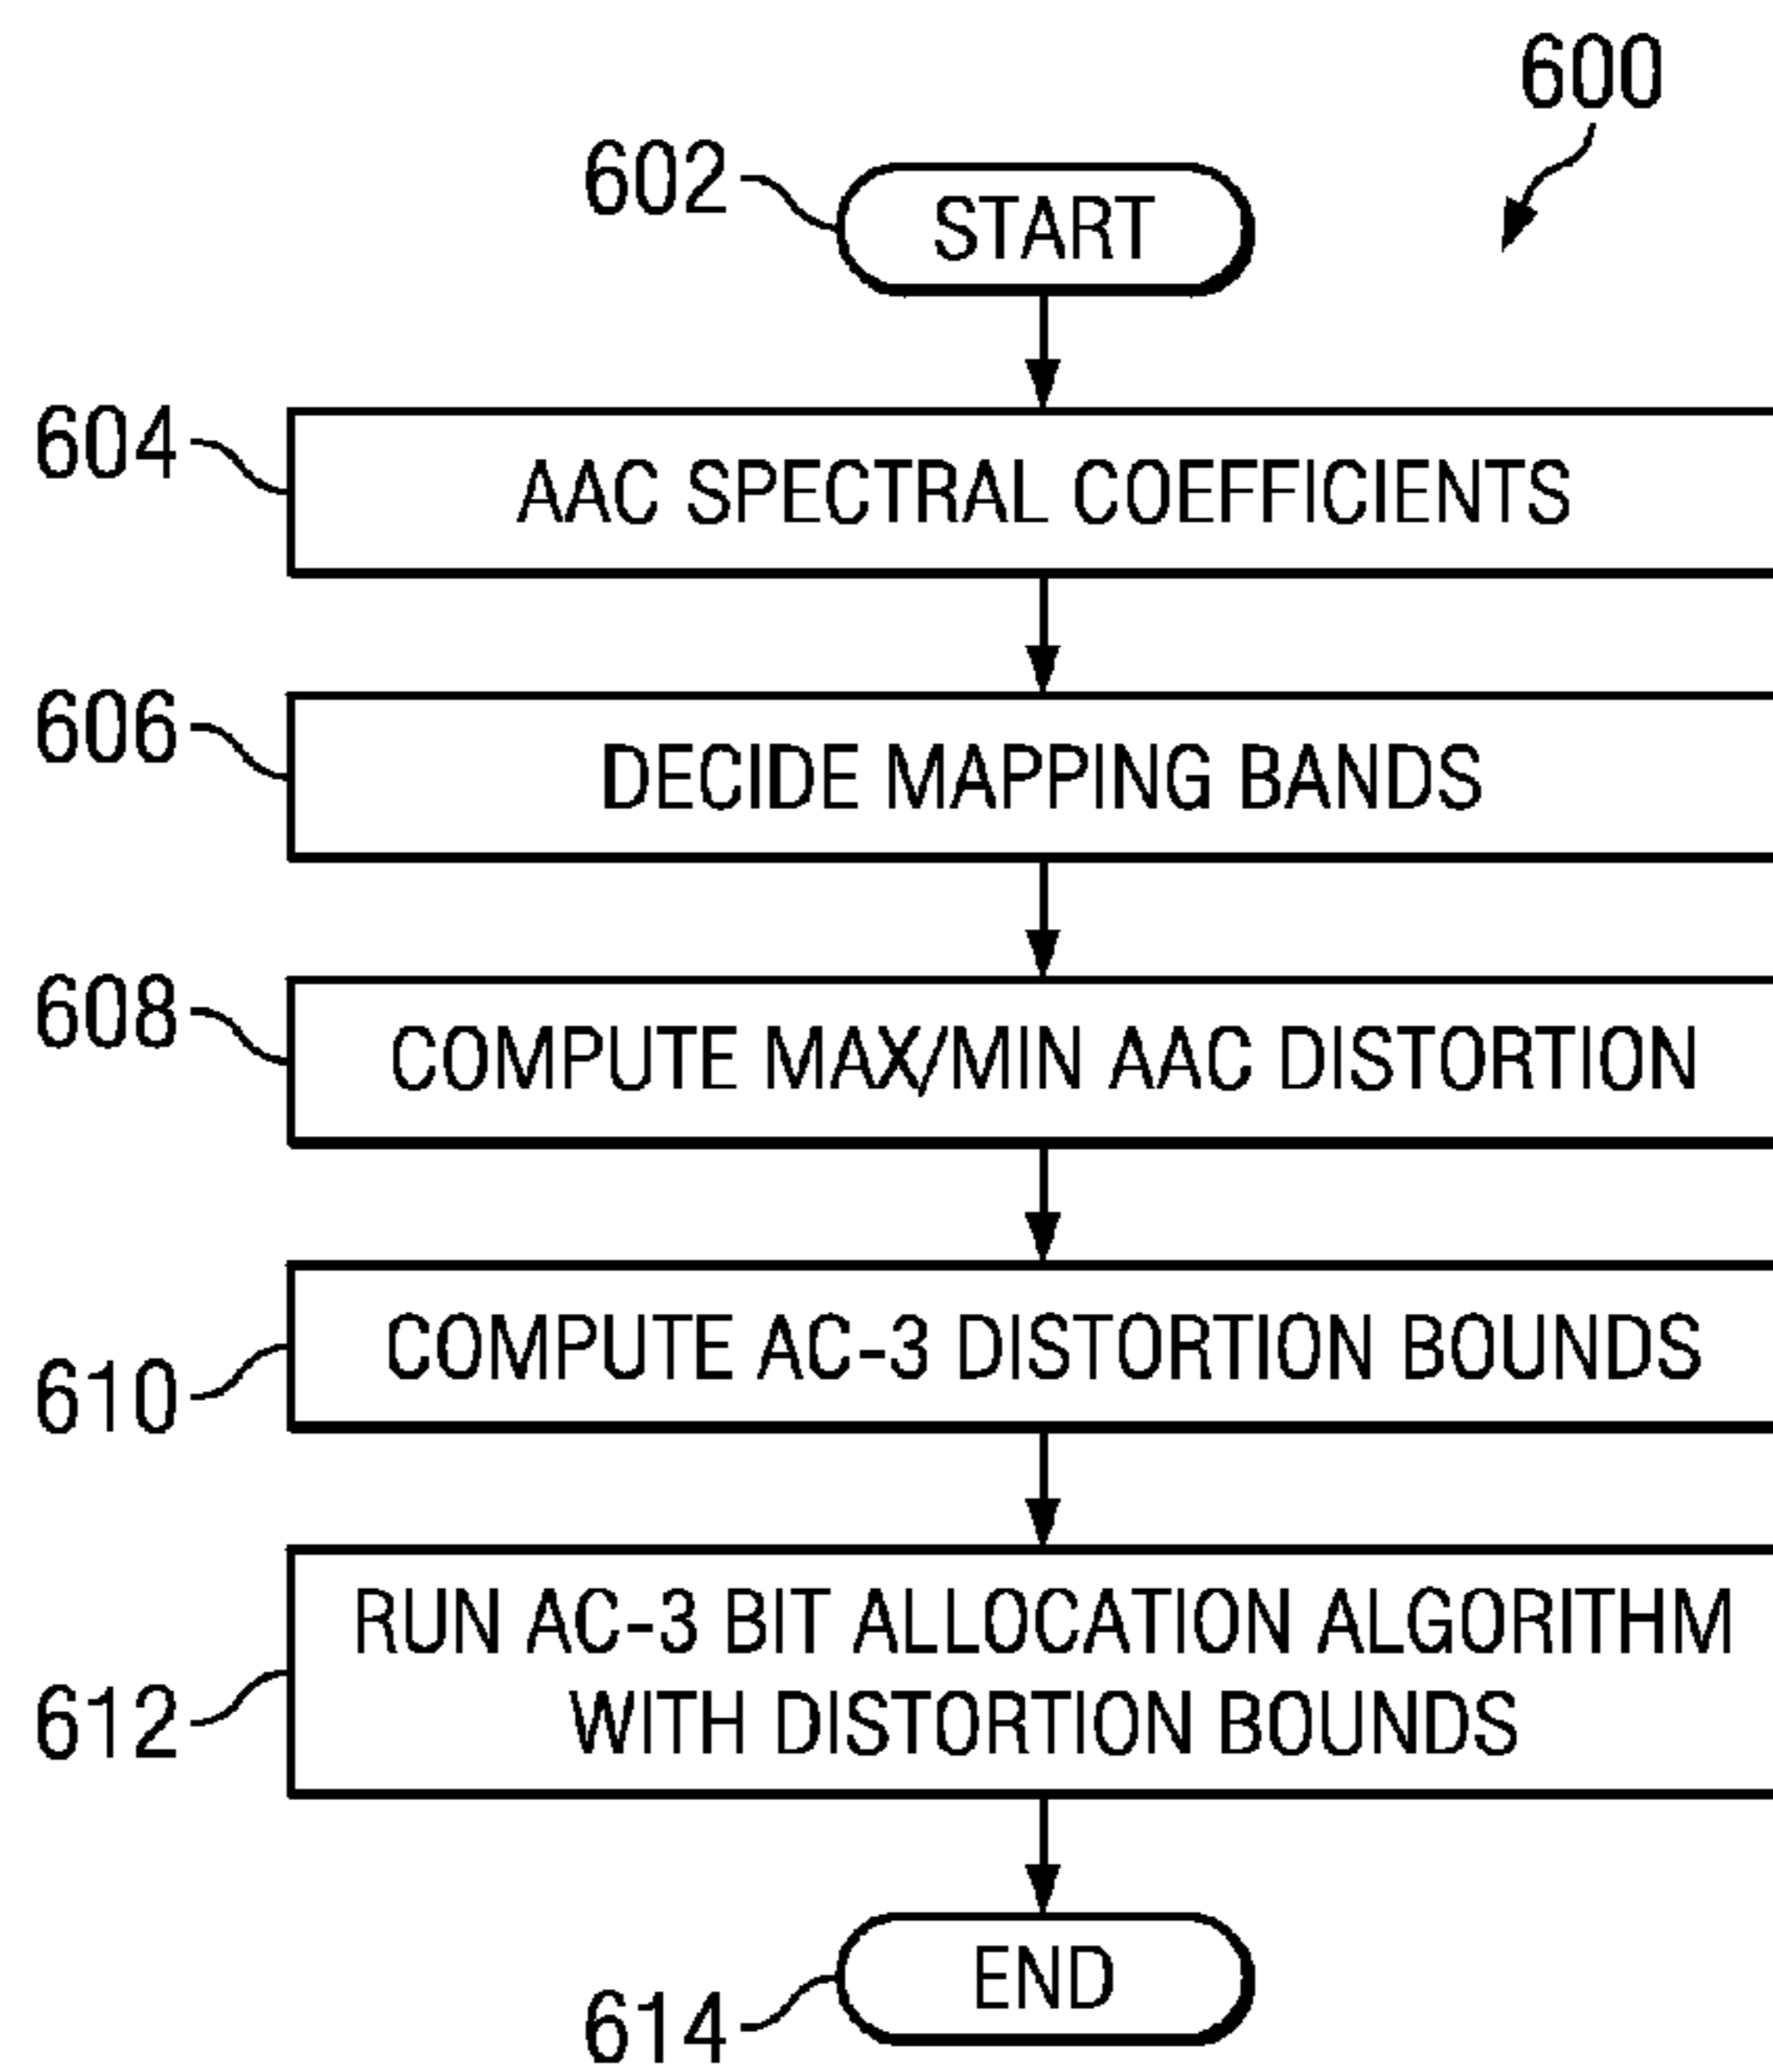 600
602
START
604
AAC SPECTRAL COEFFICIENTS
606
DECIDE MAPPING BANDS
608
COMPUTE MAX/MIN AAC DISTORTION
610
COMPUTE AC-3 DISTORTION BOUNDS
612
RUN AC-3 BIT ALLOCATION ALGORITHM
WITH DISTORTION BOUNDS
614
END